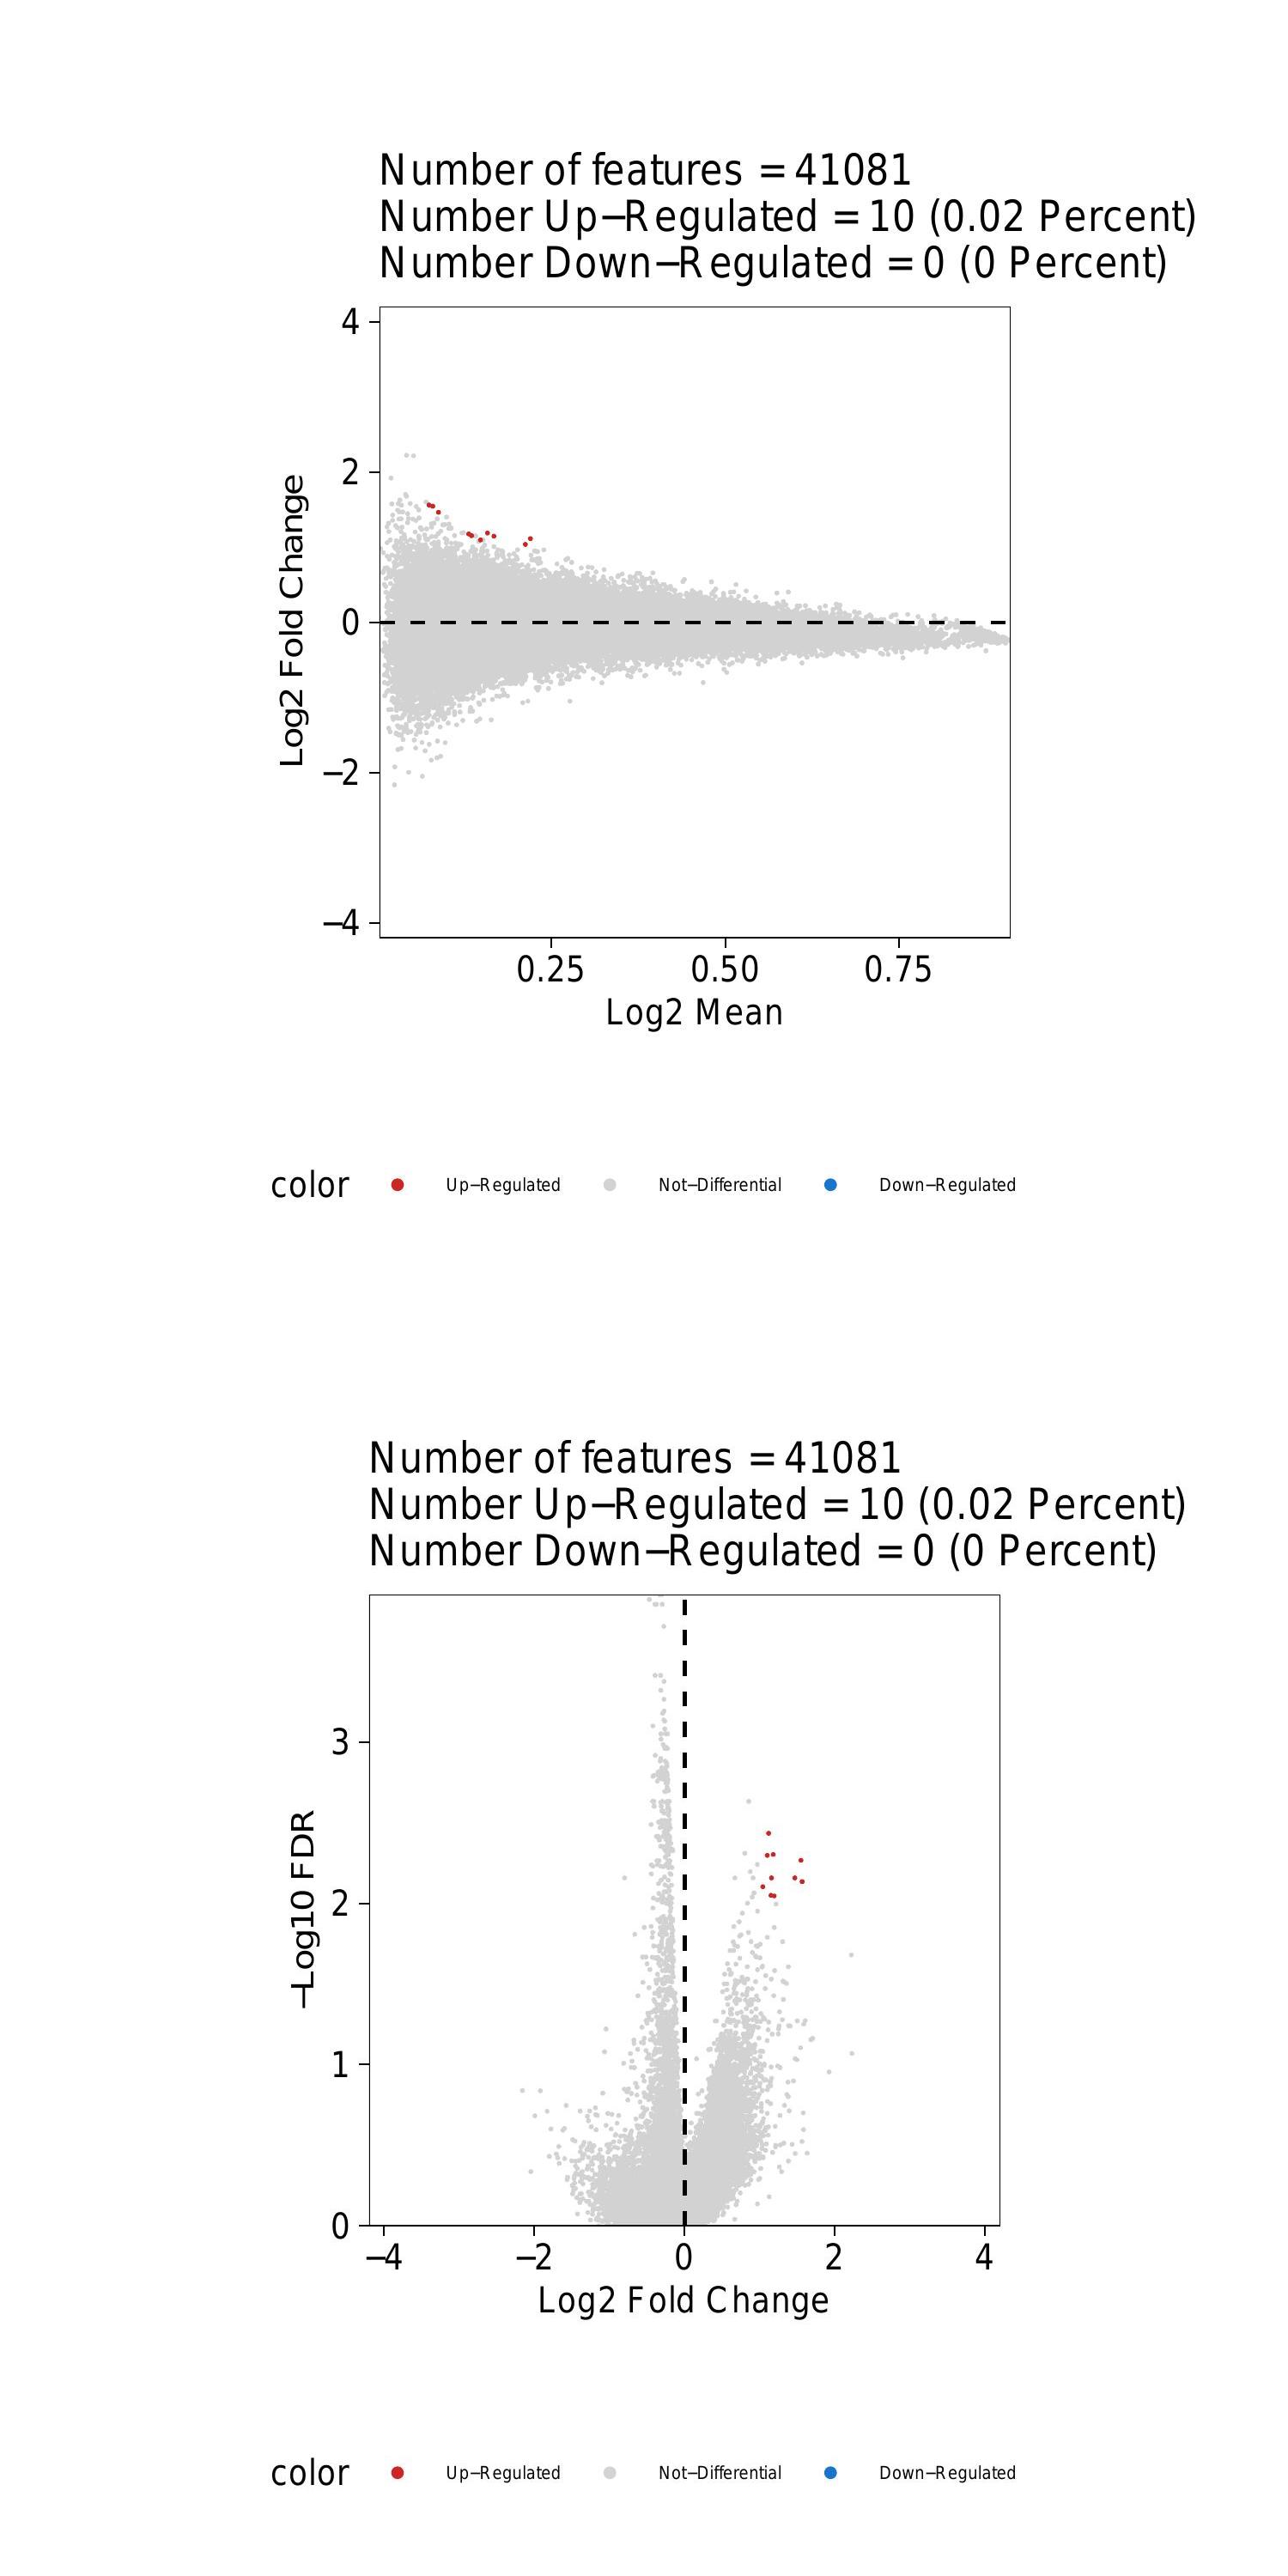 Number of features = 41081
Number Up−Regulated = 10 (0.02 Percent)
Number Down−Regulated = 0 (0 Percent)
4
2
0
−2
−4
Log2 Fold Change
0.25 0.50 0.75
Log2 Mean
color Up−Regulated Not−Differential Down−Regulated
Number of features = 41081
Number Up−Regulated = 10 (0.02 Percent)
Number Down−Regulated = 0 (0 Percent)
3
2
1
0
−Log10 FDR
−4 −2 0 2 4
Log2 Fold Change
color Up−Regulated Not−Differential Down−Regulated